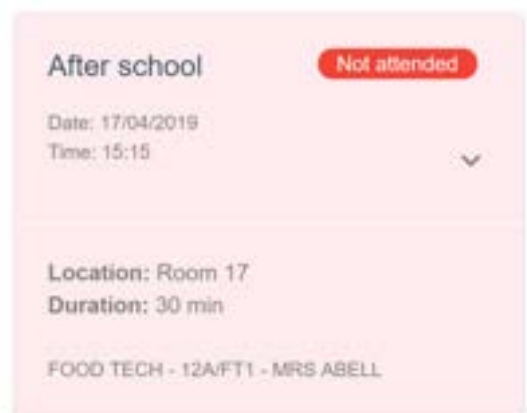 After school
Not attended
Date: 17/04/2019
Time: 15:15
Location: Room 17
Duration: 30 min
FOOD TECH - 12A/FT1 - MRS ABELL